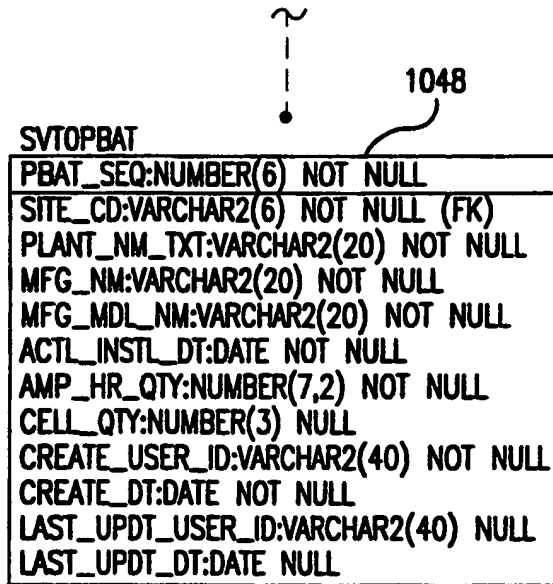 1048
SVTOPBAT
PBAT_SEQ:NUMBER(6) NOT NULL
SITE_CD:VARCHAR2(6) NOT NULL (FK)
PLANT_NM_TXT:VARCHAR2(20) NOT NULL
MFG_NM:VARCHAR2(20) NOT NULL
MFG_MDL_NM:VARCHAR2(20) NOT NULL
ACTL_INSTL_DT:DATE NOT NULL
AMP_HR_QTY:NUMBER(7,2) NOT NULL
CELL_QTY:NUMBER(3) NULL
CREATE_USER_ID:VARCHAR2(40) NOT NULL
CREATE_DT:DATE NOT NULL
LAST_UPDT_USER_ID:VARCHAR2(40) NULL
LAST_UPDT_DT:DATE NULL